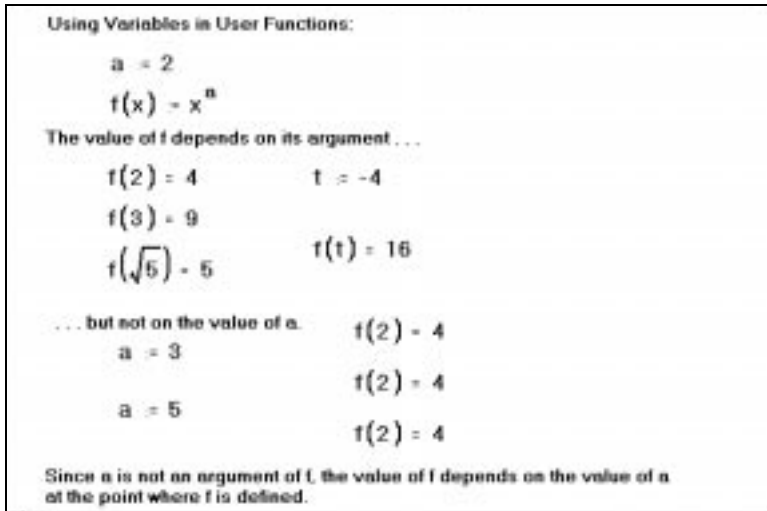 Using Variables in User Functions:
a = 2
f(x) = xᵃ
The value of f depends on its argument . . .
f(2) = 4
t = -4
f(3) = 9
f(t) = 16
f(√5) = 5
. . . but not on the value of a.
f(2) = 4
a = 3
f(2) = 4
a = 5
f(2) = 4
Since a is not an argument of f, the value of f depends on the value of a
at the point where f is defined.